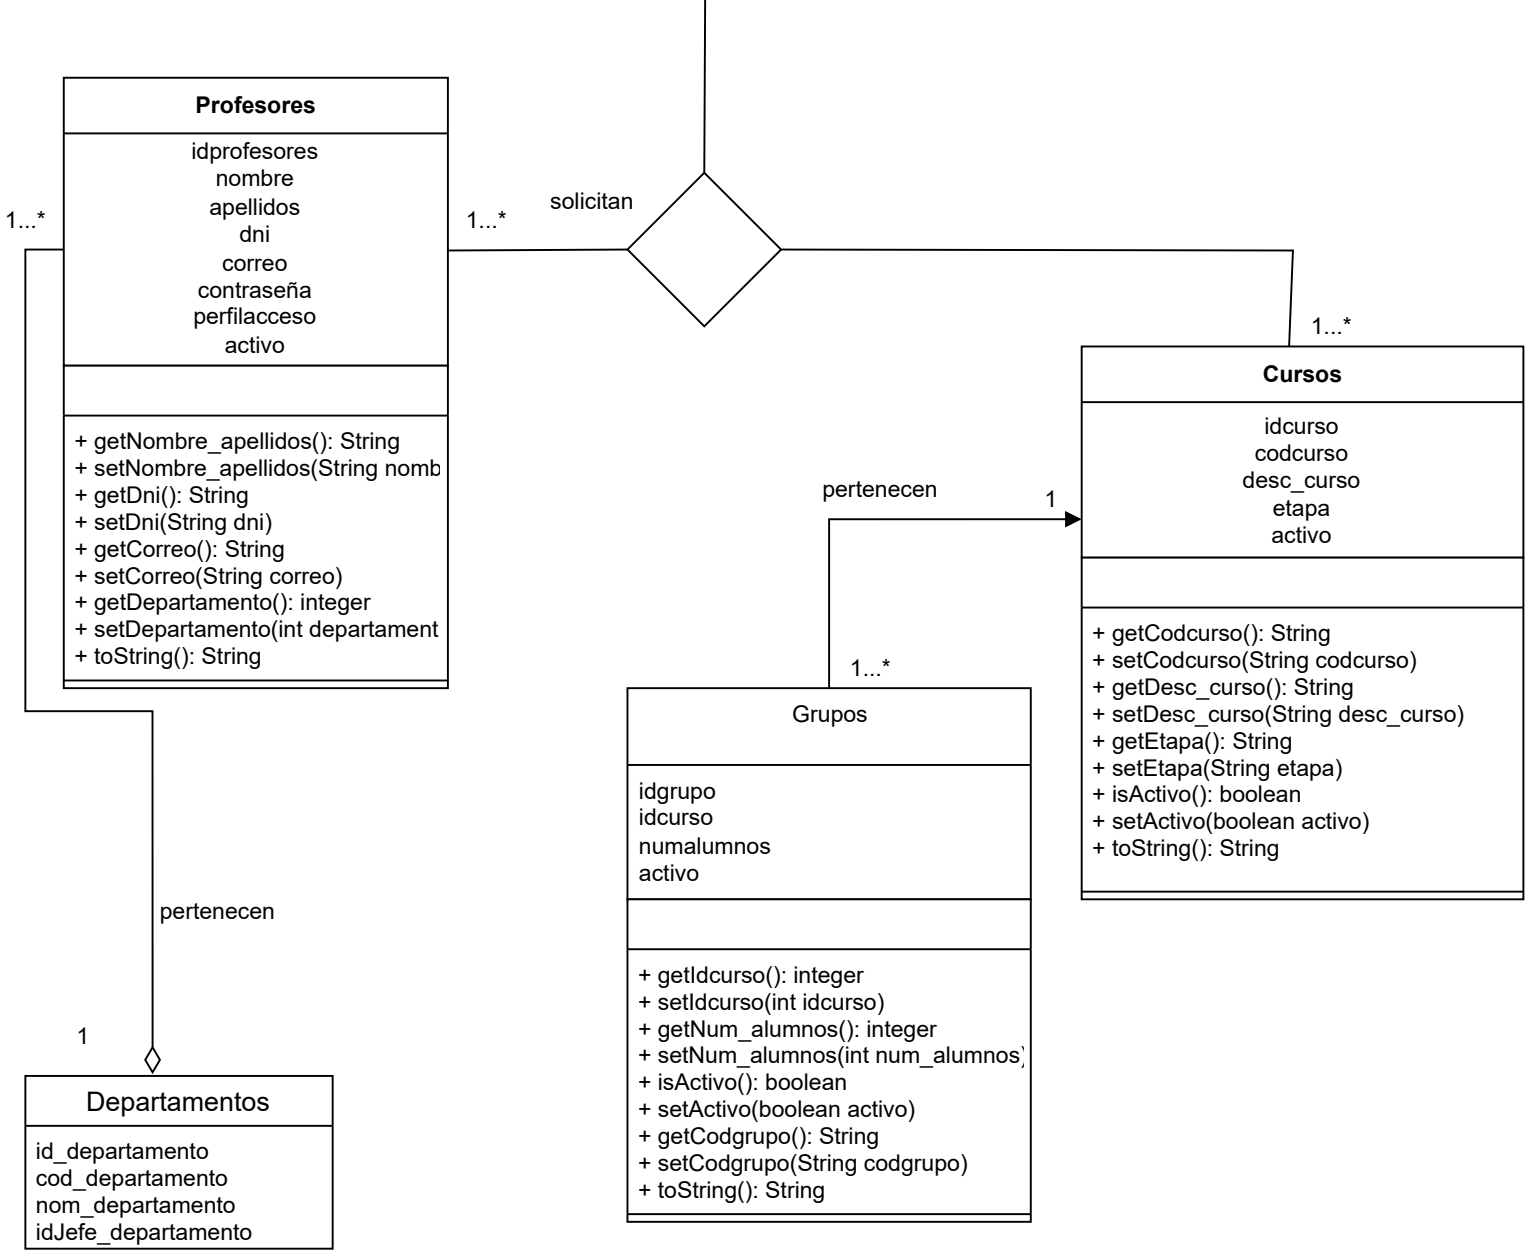 Profesores
idprofesores
nombre
apellidos
dni
correo
contraseña
perfilacceso
activo
+ getNombre_apellidos(): String
+ setNombre_apellidos(String nomb
+ getDni(): String
+ setDni(String dni)
+ getCorreo(): String
+ setCorreo(String correo)
+ getDepartamento(): integer
+ setDepartamento(int departament
+ toString(): String
1...*
1...*
solicitan
1...*
Cursos
idcurso
codcurso
desc_curso
etapa
activo
+ getCodcurso(): String
+ setCodcurso(String codcurso)
+ getDesc_curso(): String
+ setDesc_curso(String desc_curso)
+ getEtapa(): String
+ setEtapa(String etapa)
+ isActivo(): boolean
+ setActivo(boolean activo)
+ toString(): String
pertenecen
1
1...*
Grupos
idgrupo
idcurso
numalumnos
activo
+ getIdcurso(): integer
+ setIdcurso(int idcurso)
+ getNum_alumnos(): integer
+ setNum_alumnos(int num_alumnos)
+ isActivo(): boolean
+ setActivo(boolean activo)
+ getCodgrupo(): String
+ setCodgrupo(String codgrupo)
+ toString(): String
pertenecen
1
Departamentos
id_departamento
cod_departamento
nom_departamento
idJefe_departamento